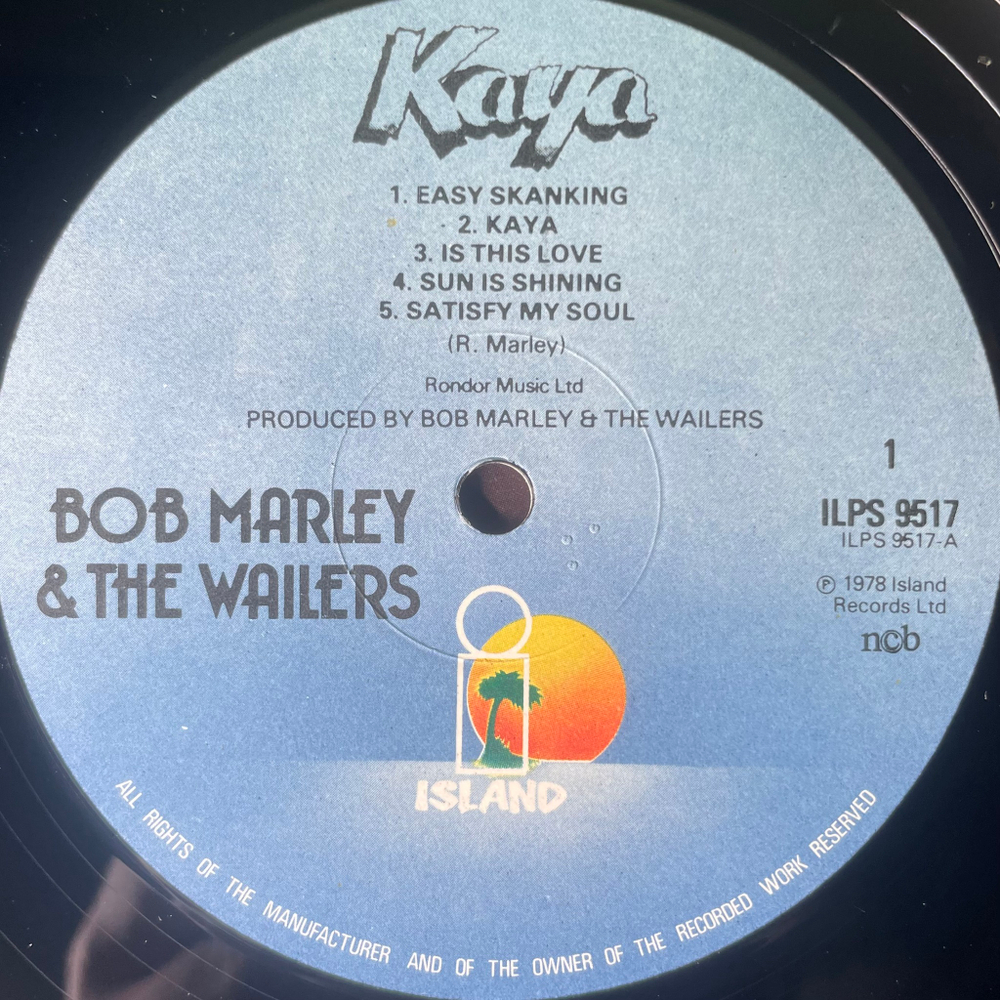 Kaya
1. EASY SKANKING
2. KAYA
3. IS THIS LOVE
4. SUN IS SHINING
5. SATISFY MY SOUL
(R. Marley)
Rondor Music Ltd
PRODUCED BY BOB MARLEY & THE WAILERS
BOB MARLEY
& THE WAILERS
1
ILPS 9517
ILPS 9517-A
℗ 1978 Island
Records Ltd
n©b
i
ISLAND
ALL RIGHTS OF THE MANUFACTURER AND OF THE OWNER OF THE RECORDED WORK RESERVED